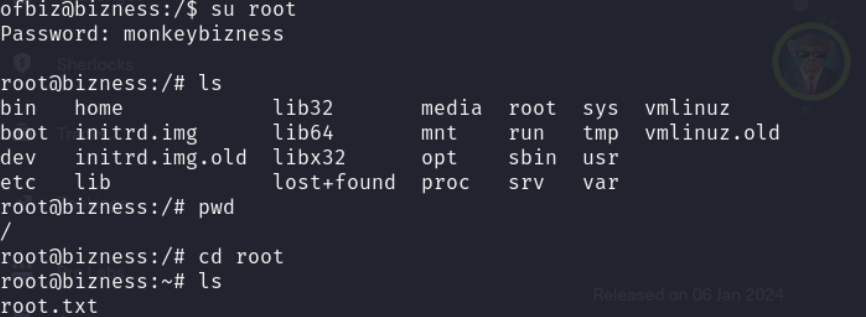 ofbiz@bizness:/$ su root
Password: monkeybizness
Sherlocks
root@bizness:/# ls
bin   home            lib32       media  root  sys  vmlinuz
boot  initrd.img      lib64       mnt    run   tmp  vmlinuz.old
dev   initrd.img.old  libx32      opt    sbin  usr
etc   lib             lost+found  proc   srv   var
root@bizness:/# pwd
/
root@bizness:/# cd root
root@bizness:~# ls
Released on 06 Jan 2024
root.txt